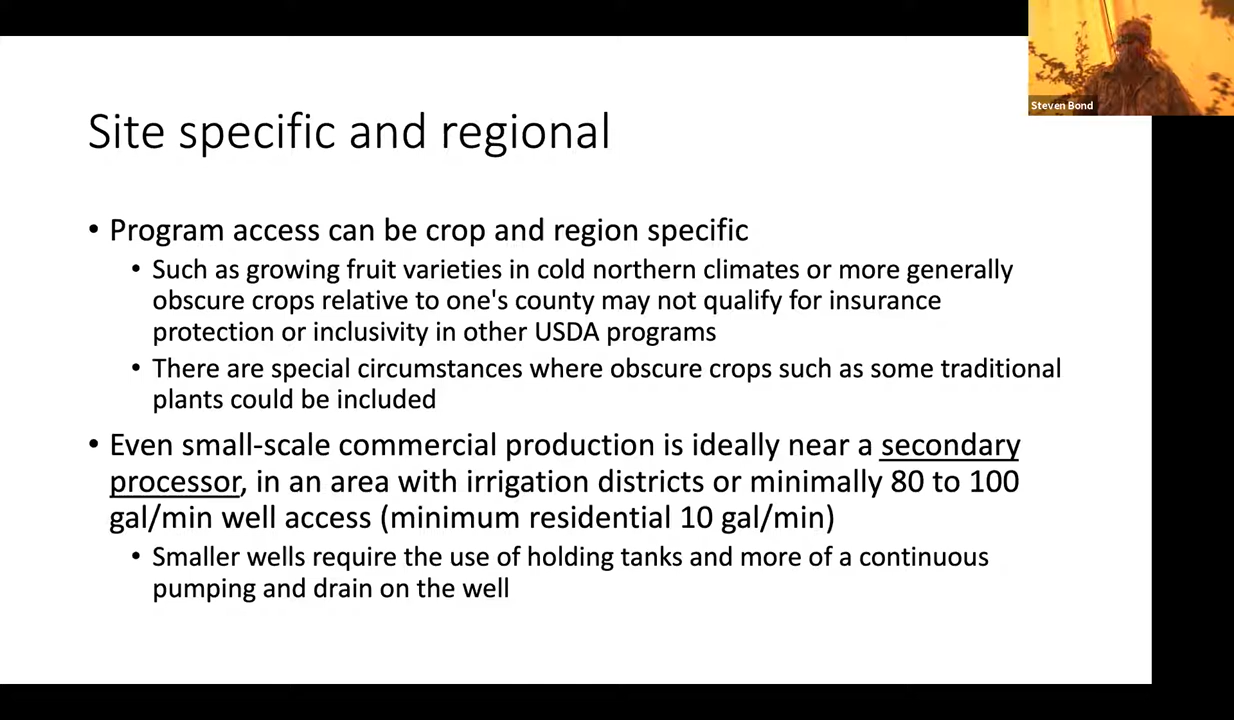 Steven Bond
Site specific and regional
• Program access can be crop and region specific
• Such as growing fruit varieties in cold northern climates or more generally
obscure crops relative to one's county may not qualify for insurance
protection or inclusivity in other USDA programs
• There are special circumstances where obscure crops such as some traditional
plants could be included
• Even small-scale commercial production is ideally near a secondary
processor, in an area with irrigation districts or minimally 80 to 100
gal/min well access (minimum residential 10 gal/min)
• Smaller wells require the use of holding tanks and more of a continuous
pumping and drain on the well